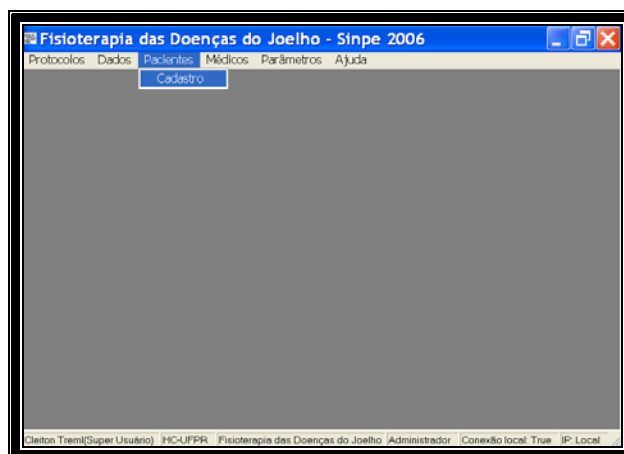 Fisioterapia das Doenças do Joelho - Sinpe 2006
Protocolos Dados Pacientes Médicos Parâmetros Ajuda
Cadastro
Cleiton Treml(Super Usuário) HC-UFPR Fisioterapia das Doenças do Joelho Administrador Conexão local: True IP: Local